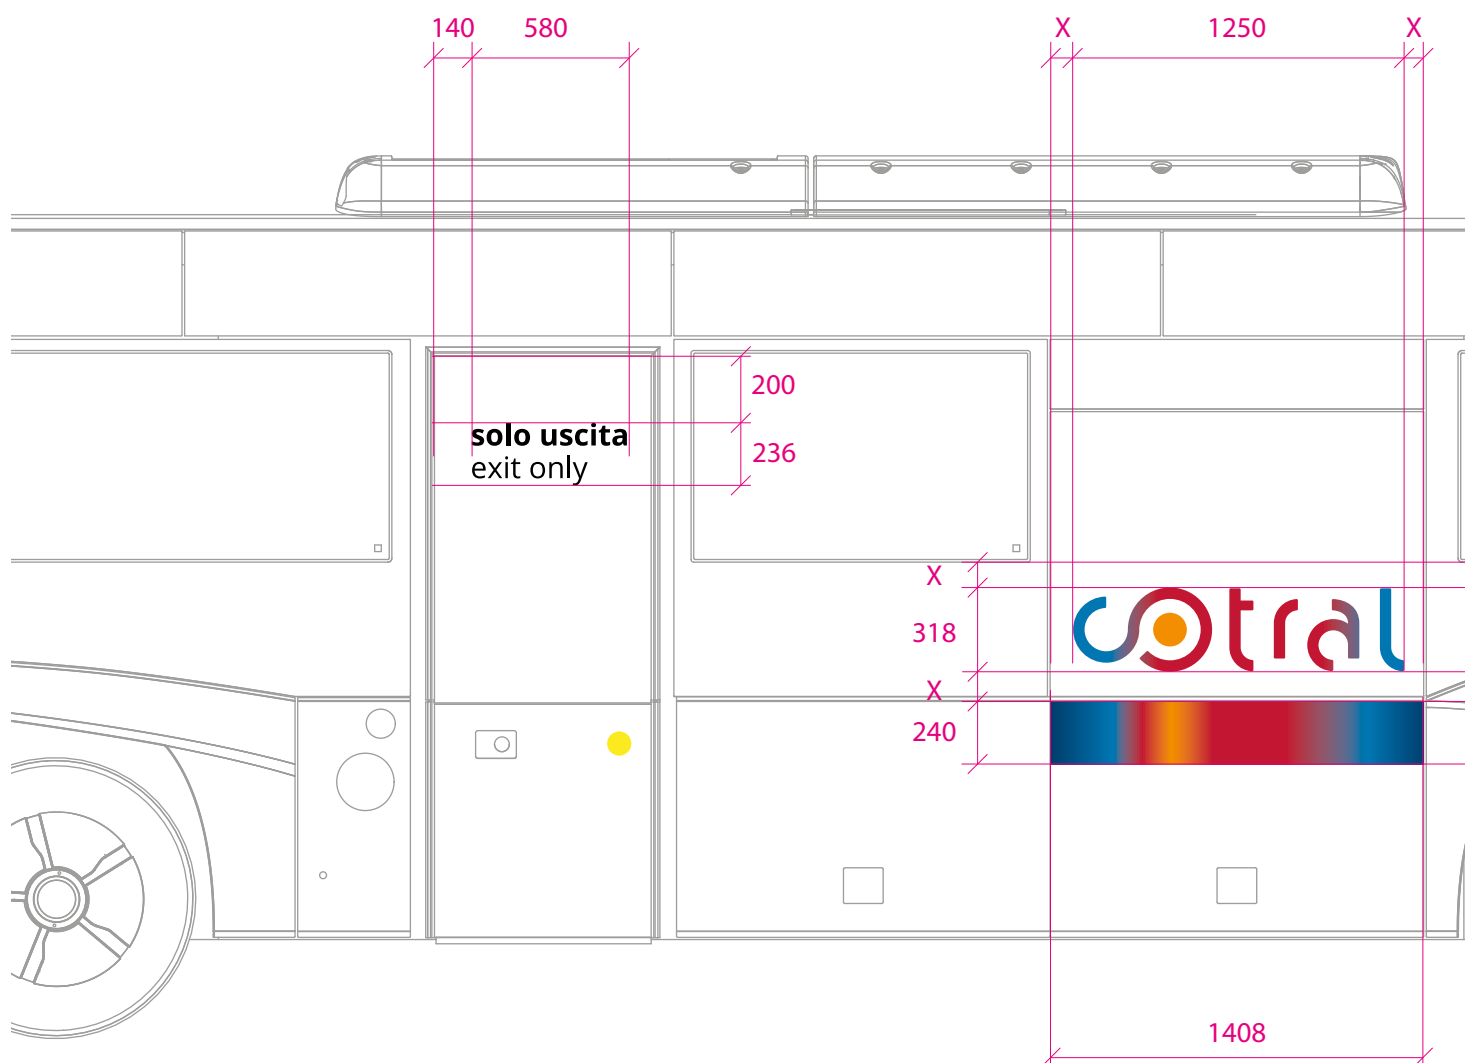 140 580 X 1250 X
200
solo uscita
236
exit only
X
318
cotral
X
240
1408